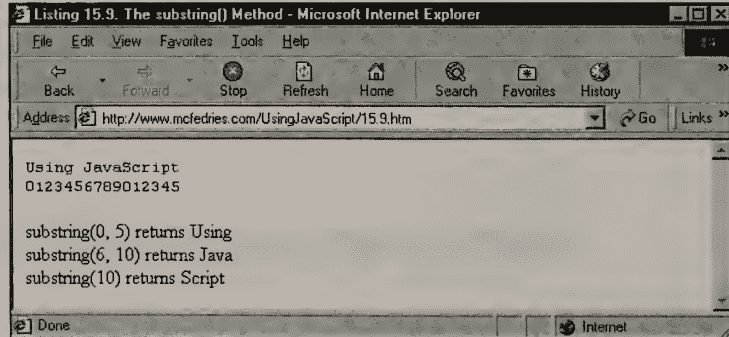 Listing 15.9. The substring() Method - Microsoft Internet Explorer
File Edit View Favorites Tools Help
Back Forward Stop Refresh Home Search Favorites History »
Address http://www.mcfedries.com/UsingJavaScript/15.9.htm Go Links »
Using JavaScript
0123456789012345
substring(0, 5) returns Using
substring(6, 10) returns Java
substring(10) returns Script
Done Internet